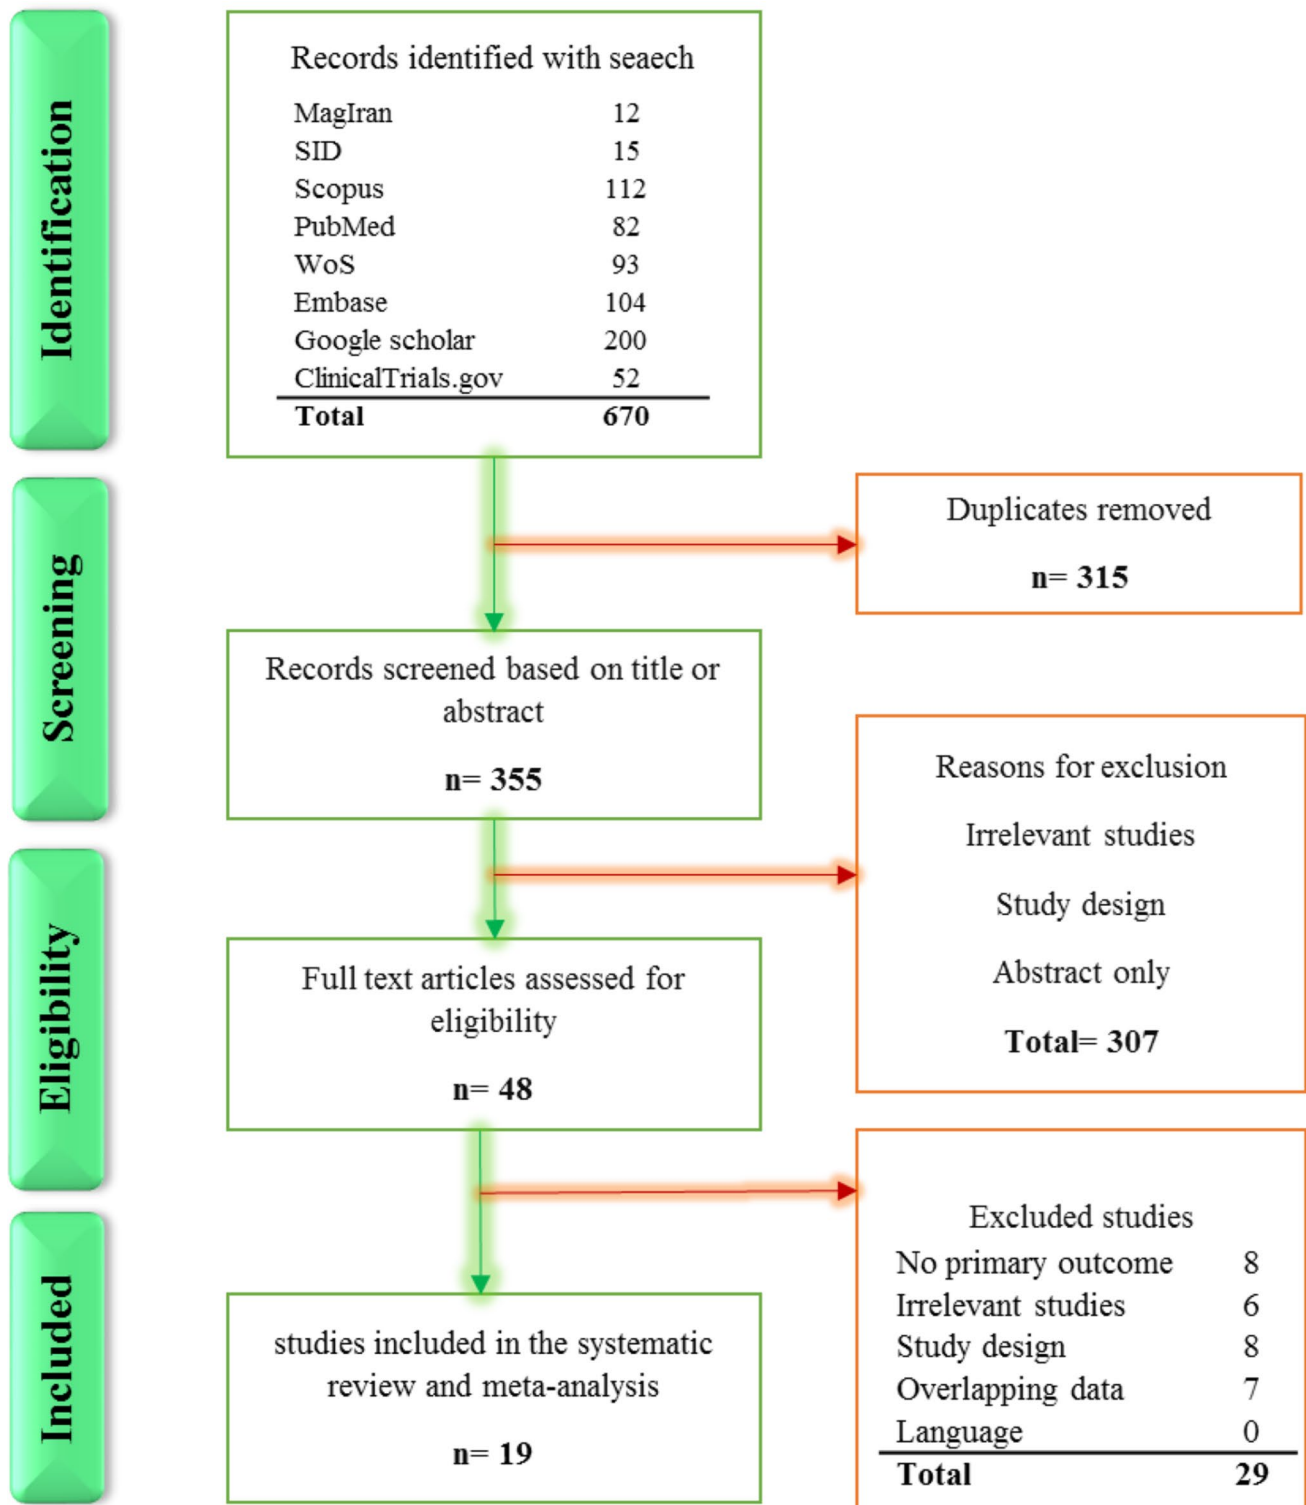 Identification
Records identified with seaech
MagIran 12
SID 15
Scopus 112
PubMed 82
WoS 93
Embase 104
Google scholar 200
ClinicalTrials.gov 52
Total 670
Screening
Duplicates removed
n= 315
Records screened based on title or
abstract
n= 355
Reasons for exclusion
Irrelevant studies
Study design
Abstract only
Total= 307
Eligibility
Full text articles assessed for
eligibility
n= 48
Excluded studies
No primary outcome 8
Irrelevant studies 6
Study design 8
Overlapping data 7
Language 0
Total 29
Included
studies included in the systematic
review and meta-analysis
n= 19